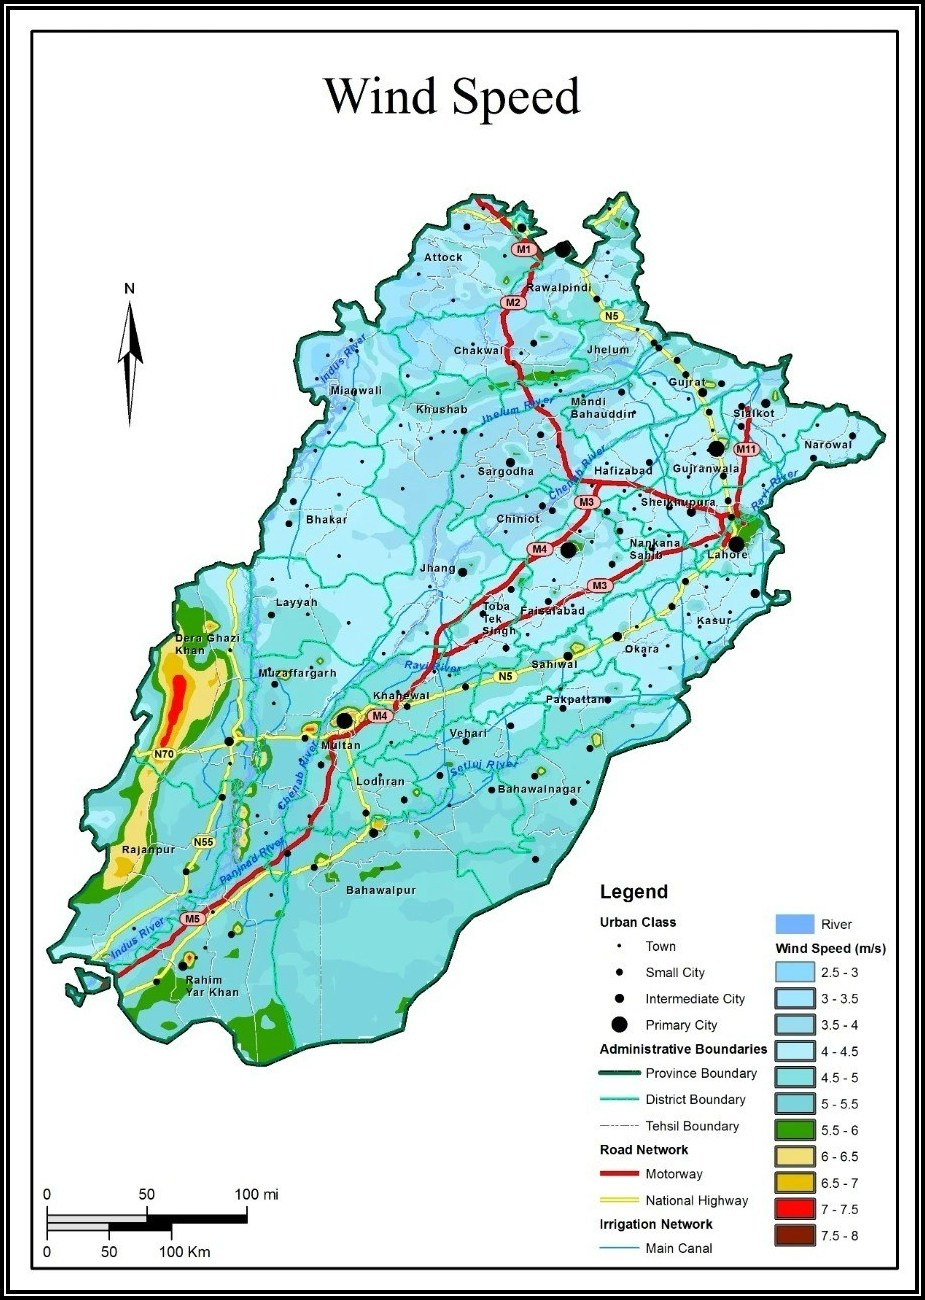 Wind Speed
N
Attock
M1
Rawalpindi
M2
N5
Chakwal
Jhelum
Indus River
Mianwali
Gujrat
Khushab
Jhelum River
Mandi
Bahauddin
Sialkot
Narowal
Sargodha
Chenab River
Hafizabad
Gujranwala
M11
Ravi River
Bhakar
Chiniot
M3
Sheikhupura
M4
Nankana
Sahib
Lahore
Jhang
M3
Layyah
Toba
Tek
Singh
Faisalabad
Kasur
Dera Ghazi
Khan
Okara
Muzaffargarh
Ravi River
Sahiwal
N5
Khanewal
Pakpattan
M4
N70
Multan
Vehari
Chenab River
Lodhran
Sutluj River
Bahawalnagar
Rajanpur
N55
Panjnad River
Bahawalpur
M5
Indus River
Rahim
Yar Khan
Legend
Urban Class
Town
Small City
Intermediate City
Primary City
Administrative Boundaries
Province Boundary
District Boundary
Tehsil Boundary
Road Network
Motorway
National Highway
Irrigation Network
Main Canal
River
Wind Speed (m/s)
2.5 - 3
3 - 3.5
3.5 - 4
4 - 4.5
4.5 - 5
5 - 5.5
5.5 - 6
6 - 6.5
6.5 - 7
7 - 7.5
7.5 - 8
0 50 100 mi
0 50 100 Km